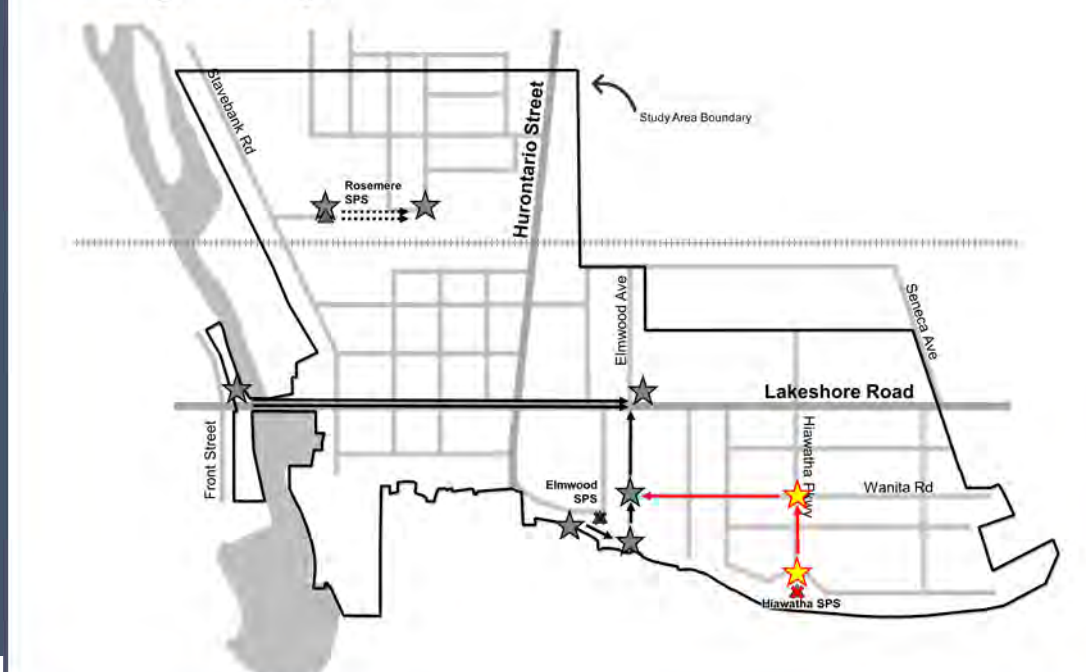 Stavebank Rd
Hurontario Street
Study Area Boundary
Rosemere
SPS
Elmwood Ave
Seneca Ave
Lakeshore Road
Front Street
Hiawatha Pkwy
Elmwood
SPS
Wanita Rd
Hiawatha SPS